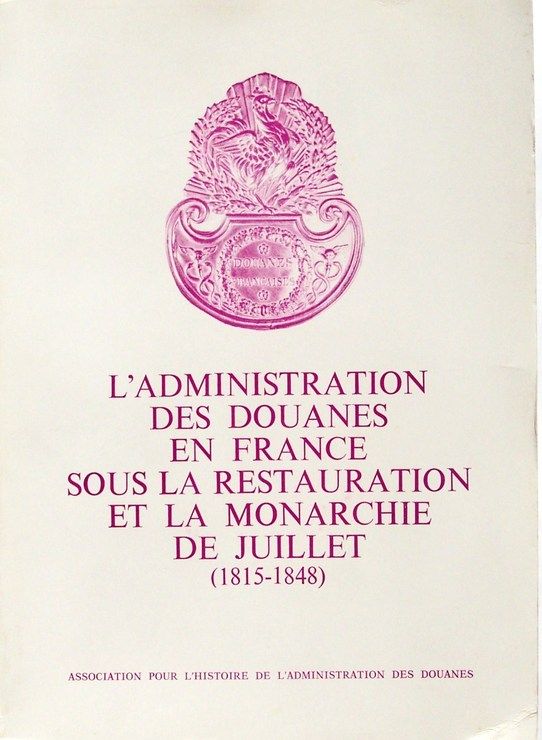 DOUANES
FRANÇAISES
L'ADMINISTRATION
DES DOUANES
EN FRANCE
SOUS LA RESTAURATION
ET LA MONARCHIE
DE JUILLET
(1815-1848)
ASSOCIATION POUR L'HISTOIRE DE L'ADMINISTRATION DES DOUANES